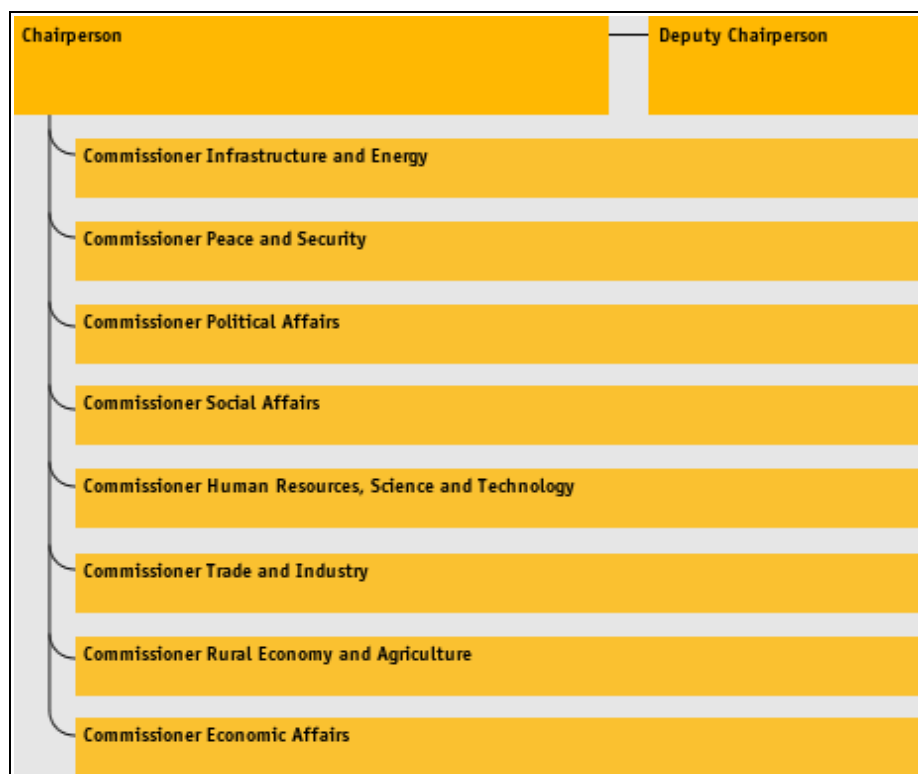 Chairperson
Deputy Chairperson
Commissioner Infrastructure and Energy
Commissioner Peace and Security
Commissioner Political Affairs
Commissioner Social Affairs
Commissioner Human Resources, Science and Technology
Commissioner Trade and Industry
Commissioner Rural Economy and Agriculture
Commissioner Economic Affairs